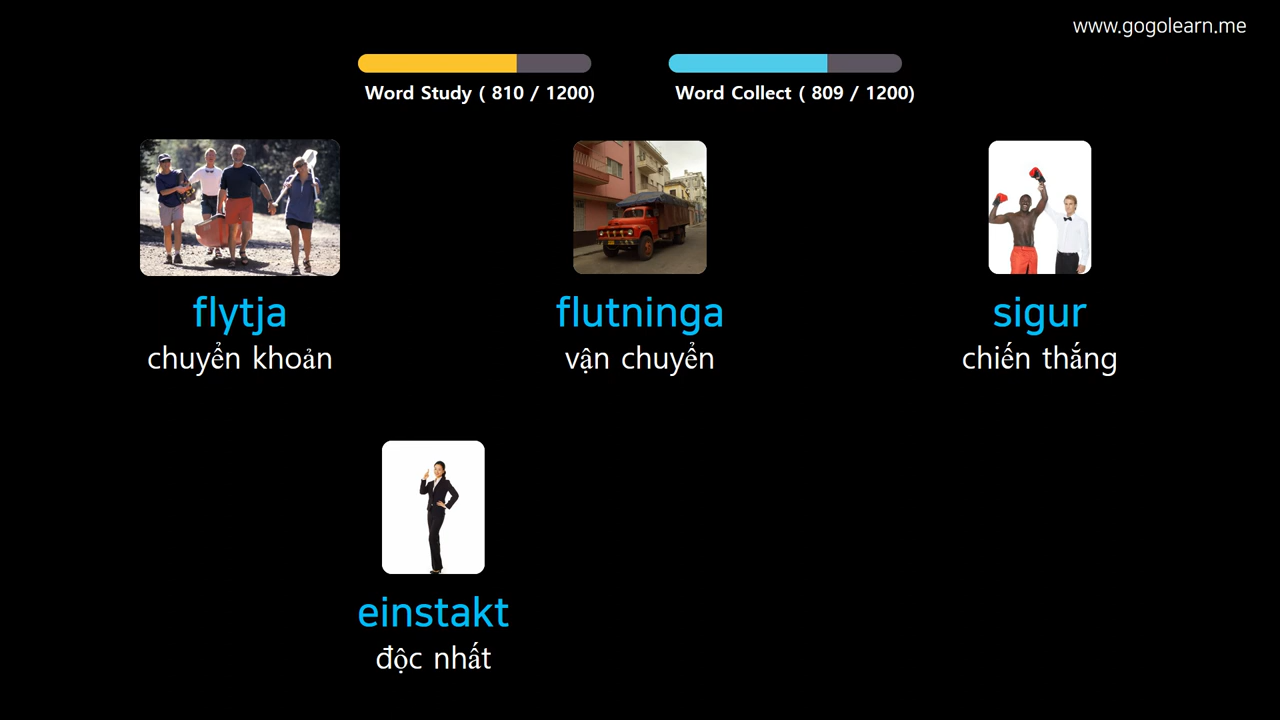 www.gogolearn.me
Word Study ( 810 / 1200)
Word Collect ( 809 / 1200)
flytja
chuyển khoản
flutninga
vận chuyển
sigur
chiến thắng
einstakt
độc nhất